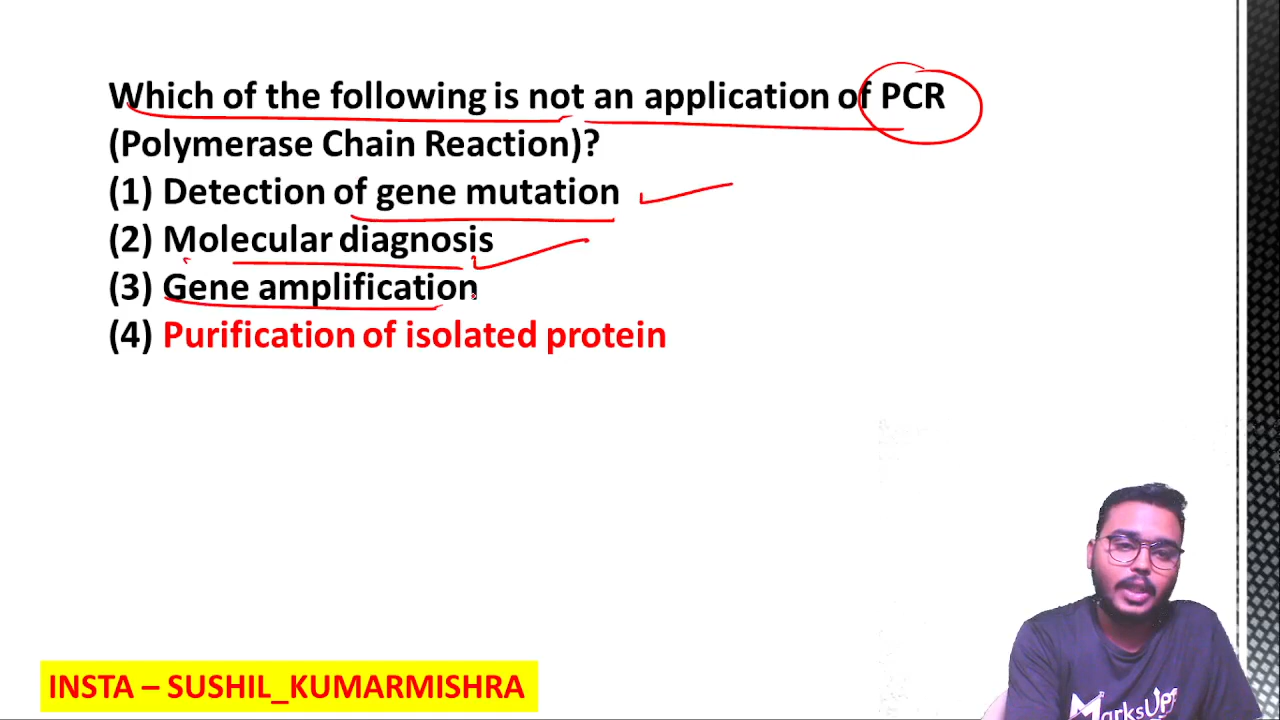 Which of the following is not an application of PCR
(Polymerase Chain Reaction)?
(1) Detection of gene mutation
(2) Molecular diagnosis
(3) Gene amplification
(4) Purification of isolated protein
INSTA – SUSHIL_KUMARMISHRA
MarksUp